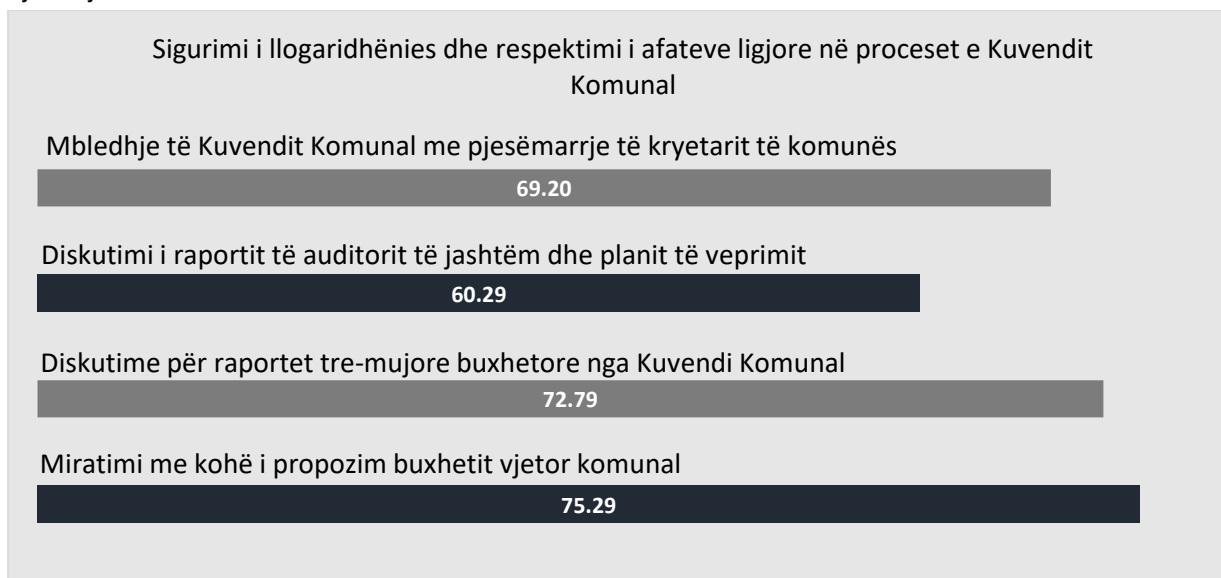 Sigurimi i llogaridhënies dhe respektimi i afateve ligjore në proceset e Kuvendit
Komunal
Mbledhje të Kuvendit Komunal me pjesëmarrje të kryetarit të komunës
69.20
Diskutimi i raportit të auditorit të jashtëm dhe planit të veprimit
60.29
Diskutime për raportet tre-mujore buxhetore nga Kuvendi Komunal
72.79
Miratimi me kohë i propozim buxhetit vjetor komunal
75.29